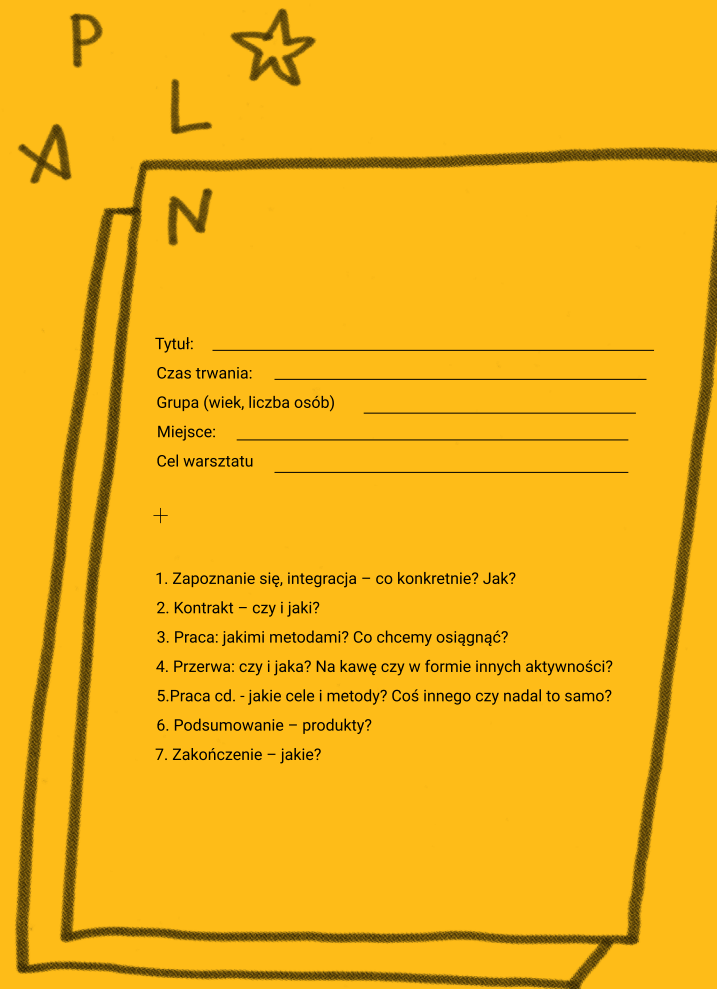 P
L
A
N
Tytuł:
Czas trwania:
Grupa (wiek, liczba osób)
Miejsce:
Cel warsztatu
1. Zapoznanie się, integracja – co konkretnie? Jak?
2. Kontrakt – czy i jaki?
3. Praca: jakimi metodami? Co chcemy osiągnąć?
4. Przerwa: czy i jaka? Na kawę czy w formie innych aktywności?
5.Praca cd. - jakie cele i metody? Coś innego czy nadal to samo?
6. Podsumowanie – produkty?
7. Zakończenie – jakie?